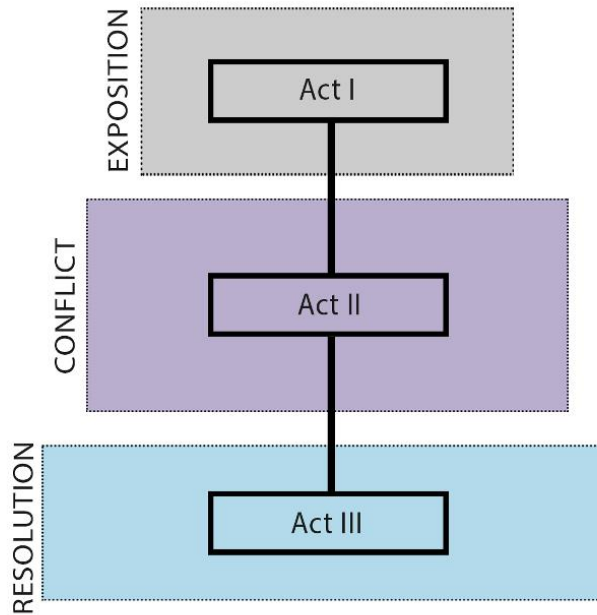 EXPOSITION
Act I
CONFLICT
Act II
RESOLUTION
Act III